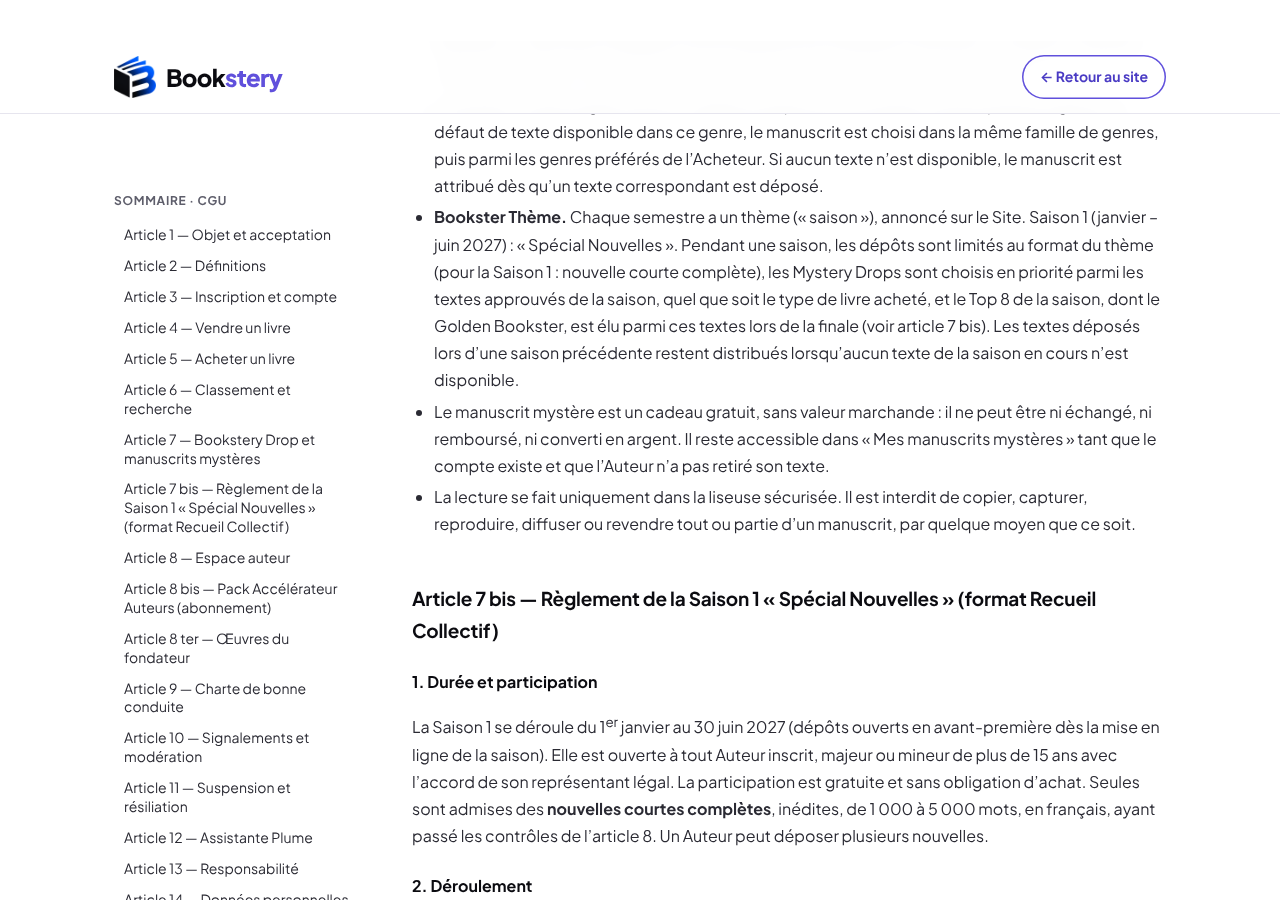 Bookstery
← Retour au site
SOMMAIRE · CGU
Article 1 — Objet et acceptation
Article 2 — Définitions
Article 3 — Inscription et compte
Article 4 — Vendre un livre
Article 5 — Acheter un livre
Article 6 — Classement et
recherche
Article 7 — Bookstery Drop et
manuscrits mystères
Article 7 bis — Règlement de la
Saison 1 « Spécial Nouvelles »
(format Recueil Collectif)
Article 8 — Espace auteur
Article 8 bis — Pack Accélérateur
Auteurs (abonnement)
Article 8 ter — Œuvres du
fondateur
Article 9 — Charte de bonne
conduite
Article 10 — Signalements et
modération
Article 11 — Suspension et
résiliation
Article 12 — Assistante Plume
Article 13 — Responsabilité
Article 14 — Données personnelles
défaut de texte disponible dans ce genre, le manuscrit est choisi dans la même famille de genres,
puis parmi les genres préférés de l’Acheteur. Si aucun texte n’est disponible, le manuscrit est
attribué dès qu’un texte correspondant est déposé.
Bookster Thème. Chaque semestre a un thème (« saison »), annoncé sur le Site. Saison 1 (janvier –
juin 2027) : « Spécial Nouvelles ». Pendant une saison, les dépôts sont limités au format du thème
(pour la Saison 1 : nouvelle courte complète), les Mystery Drops sont choisis en priorité parmi les
textes approuvés de la saison, quel que soit le type de livre acheté, et le Top 8 de la saison, dont le
Golden Bookster, est élu parmi ces textes lors de la finale (voir article 7 bis). Les textes déposés
lors d’une saison précédente restent distribués lorsqu’aucun texte de la saison en cours n’est
disponible.
Le manuscrit mystère est un cadeau gratuit, sans valeur marchande : il ne peut être ni échangé, ni
remboursé, ni converti en argent. Il reste accessible dans « Mes manuscrits mystères » tant que le
compte existe et que l’Auteur n’a pas retiré son texte.
La lecture se fait uniquement dans la liseuse sécurisée. Il est interdit de copier, capturer,
reproduire, diffuser ou revendre tout ou partie d’un manuscrit, par quelque moyen que ce soit.
Article 7 bis — Règlement de la Saison 1 « Spécial Nouvelles » (format Recueil
Collectif)
1. Durée et participation
La Saison 1 se déroule du 1er janvier au 30 juin 2027 (dépôts ouverts en avant-première dès la mise en
ligne de la saison). Elle est ouverte à tout Auteur inscrit, majeur ou mineur de plus de 15 ans avec
l’accord de son représentant légal. La participation est gratuite et sans obligation d’achat. Seules
sont admises des nouvelles courtes complètes, inédites, de 1 000 à 5 000 mots, en français, ayant
passé les contrôles de l’article 8. Un Auteur peut déposer plusieurs nouvelles.
2. Déroulement